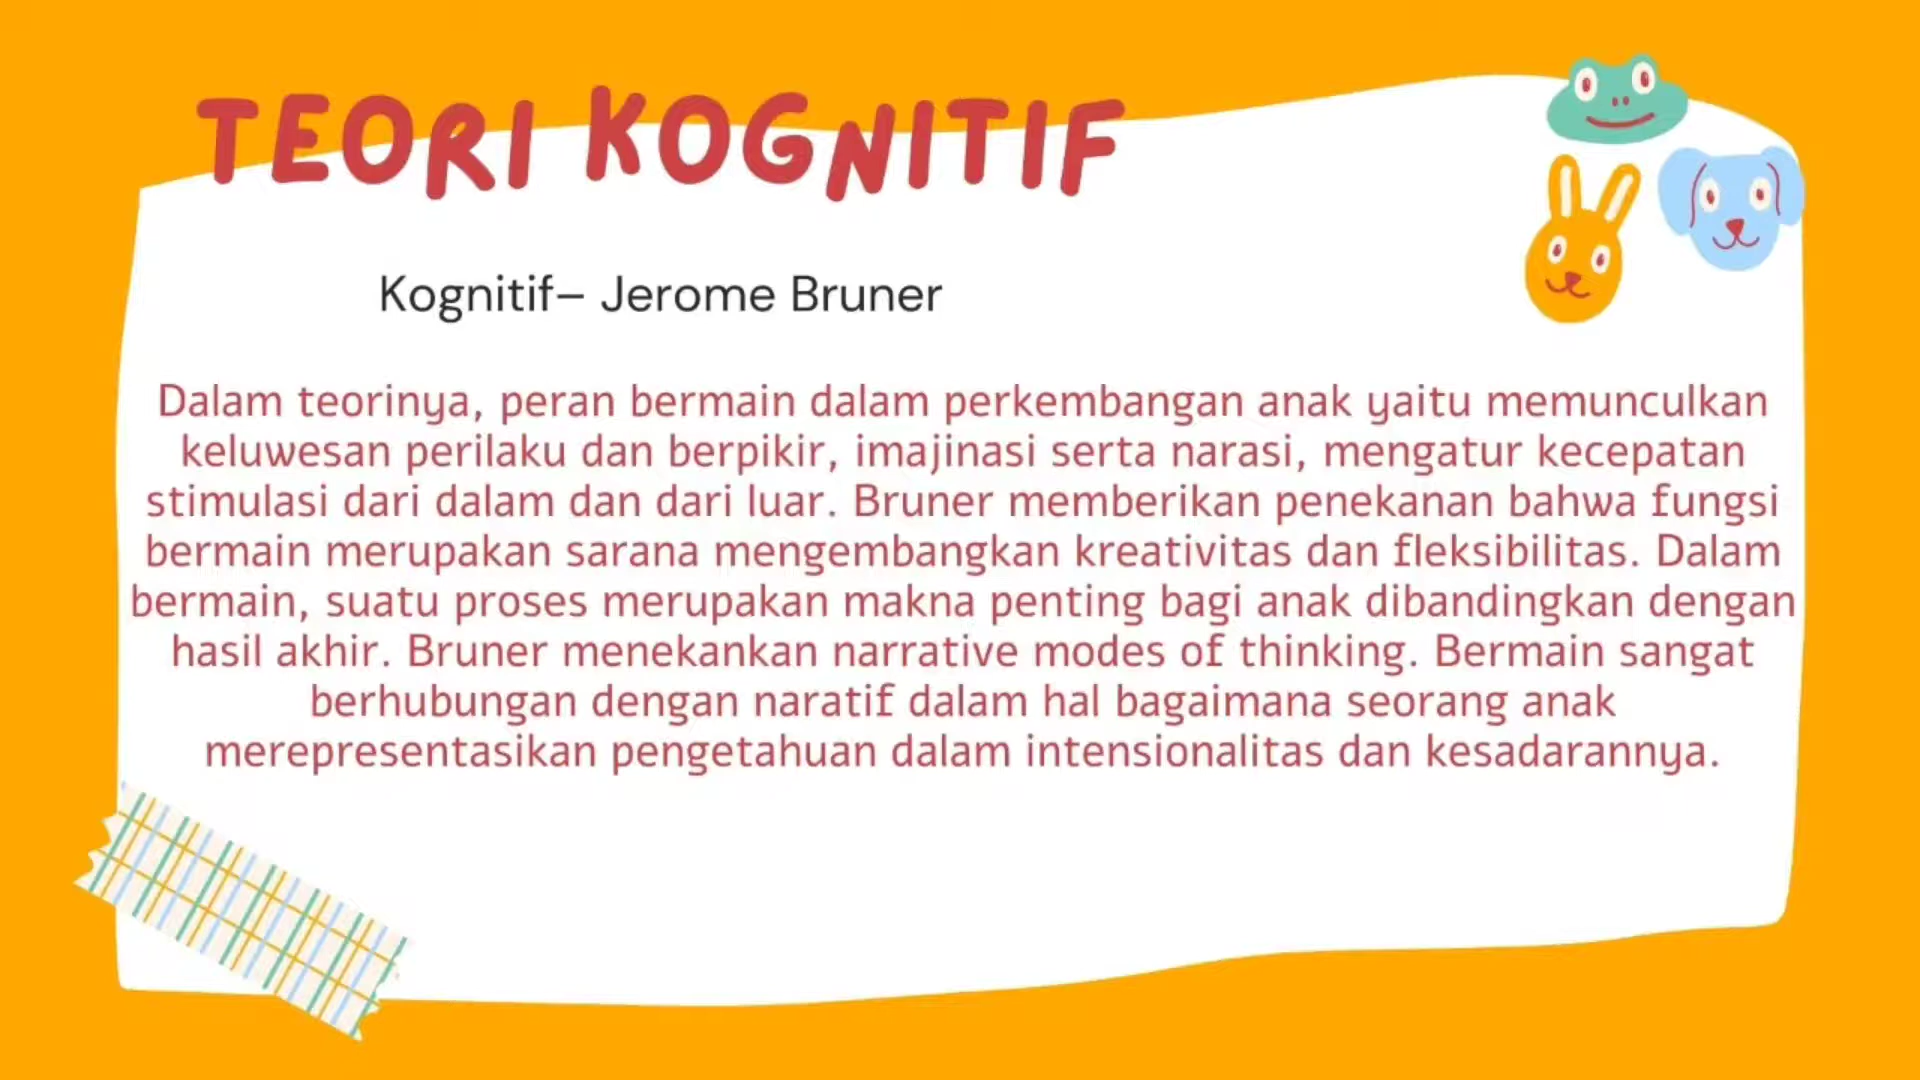 TEORI KOGNITIF
Kognitif– Jerome Bruner
Dalam teorinya, peran bermain dalam perkembangan anak yaitu memunculkan
keluwesan perilaku dan berpikir, imajinasi serta narasi, mengatur kecepatan
stimulasi dari dalam dan dari luar. Bruner memberikan penekanan bahwa fungsi
bermain merupakan sarana mengembangkan kreativitas dan fleksibilitas. Dalam
bermain, suatu proses merupakan makna penting bagi anak dibandingkan dengan
hasil akhir. Bruner menekankan narrative modes of thinking. Bermain sangat
berhubungan dengan naratif dalam hal bagaimana seorang anak
merepresentasikan pengetahuan dalam intensionalitas dan kesadarannya.